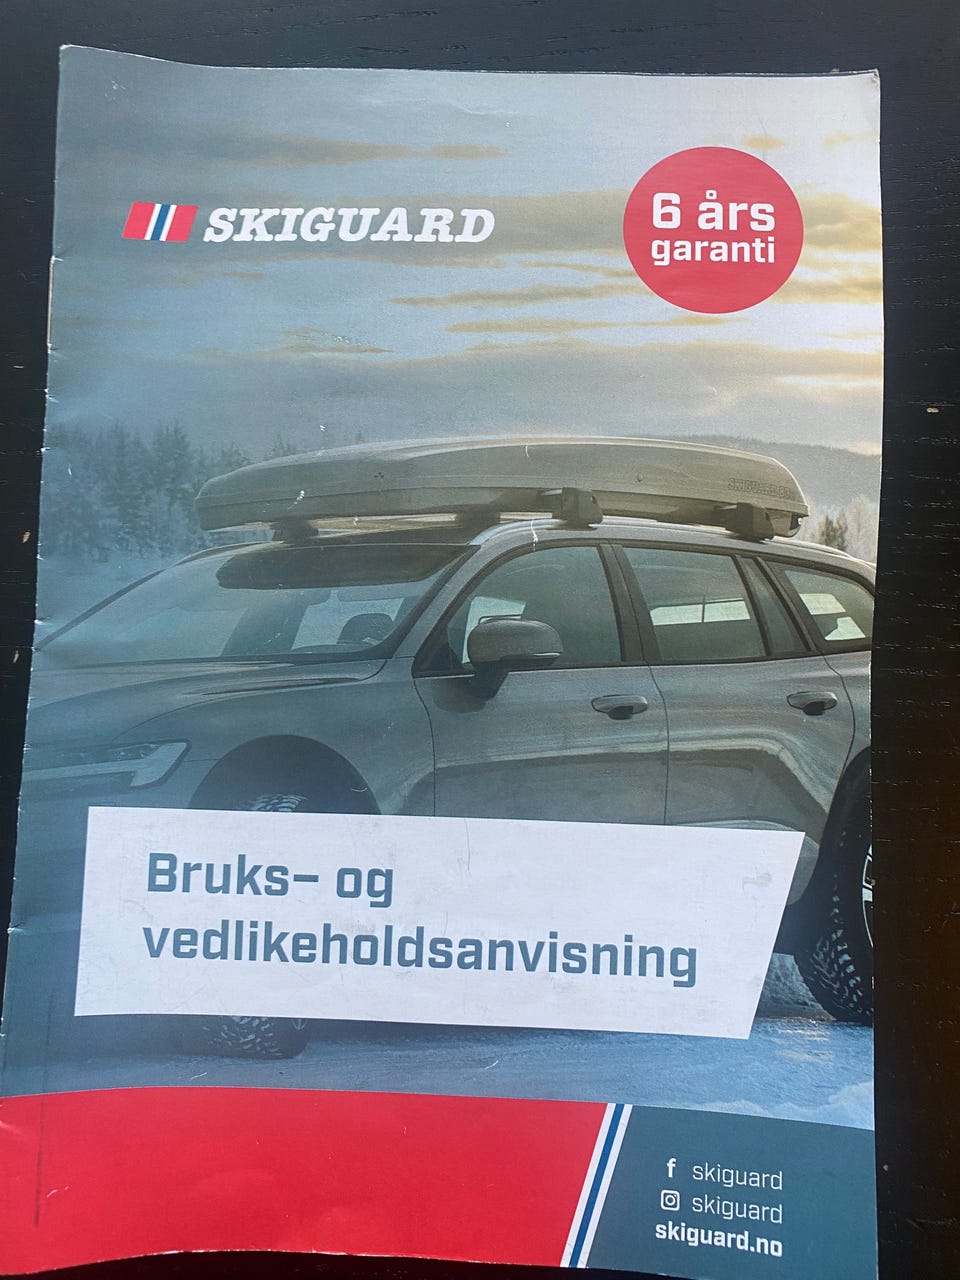 SKIGUARD
6 års
garanti
Bruks– og
vedlikeholdsanvisning
f skiguard
skiguard
skiguard.no